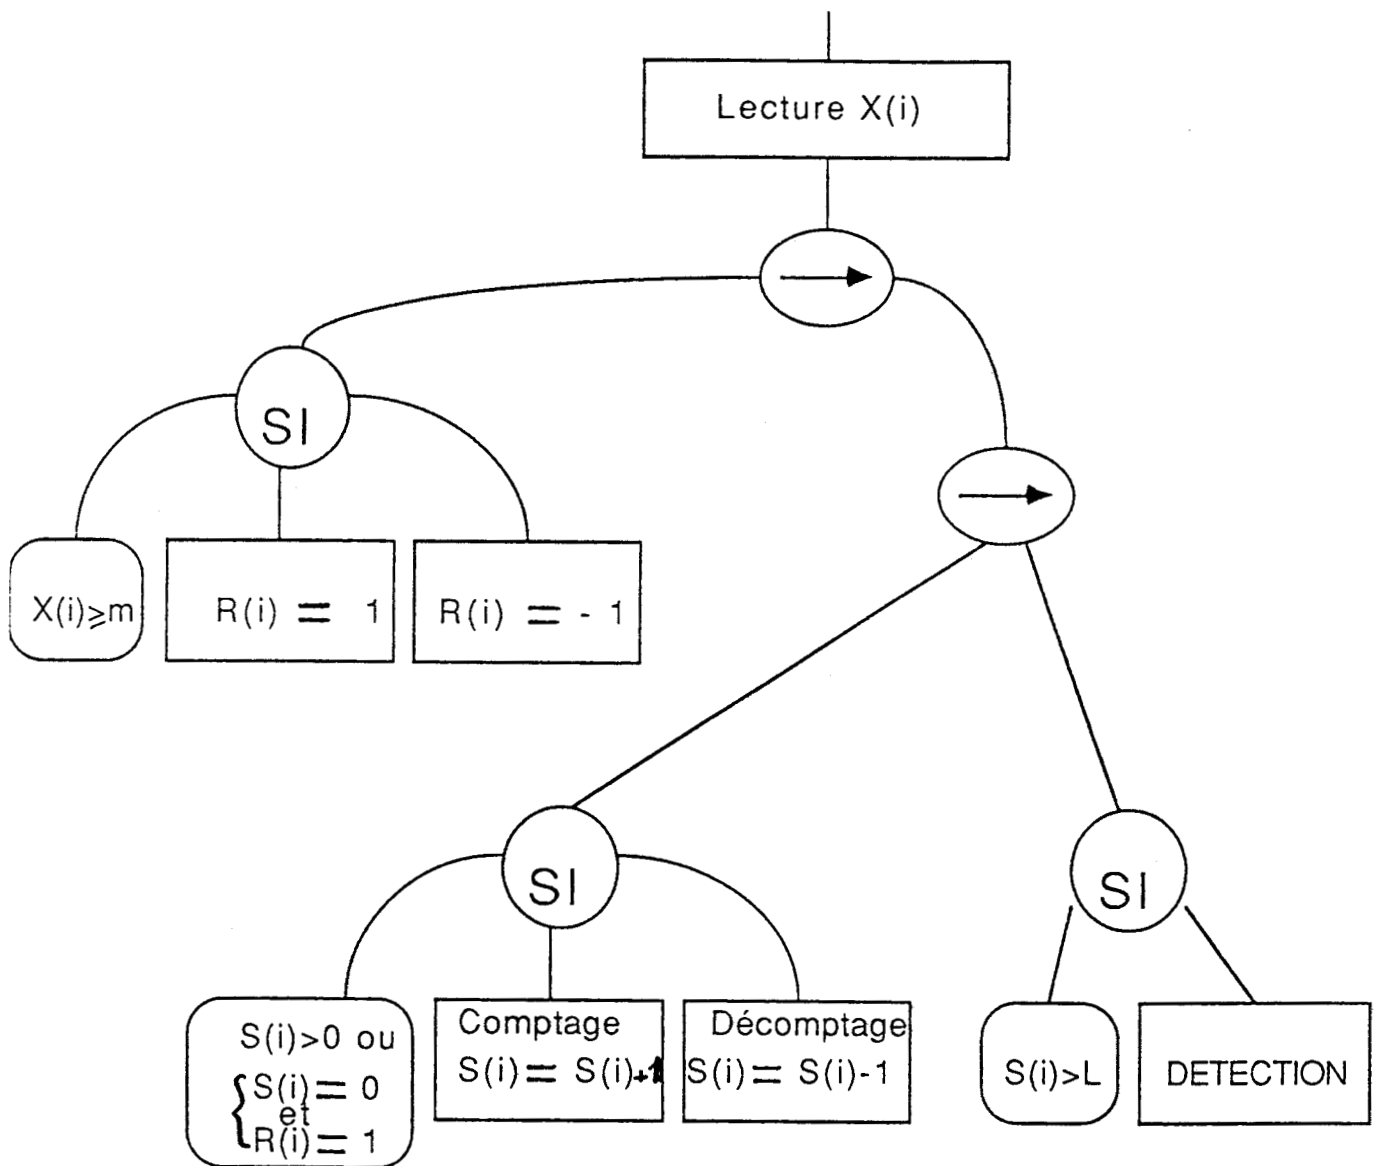 Lecture X(i)
SI
X(i)≥m
R(i) = 1
R(i) = - 1
SI
SI
S(i)>0 ou
S(i) = 0
et
R(i) = 1
Comptage
S(i) = S(i)+1
Décomptage
S(i) = S(i)-1
S(i)>L
DETECTION